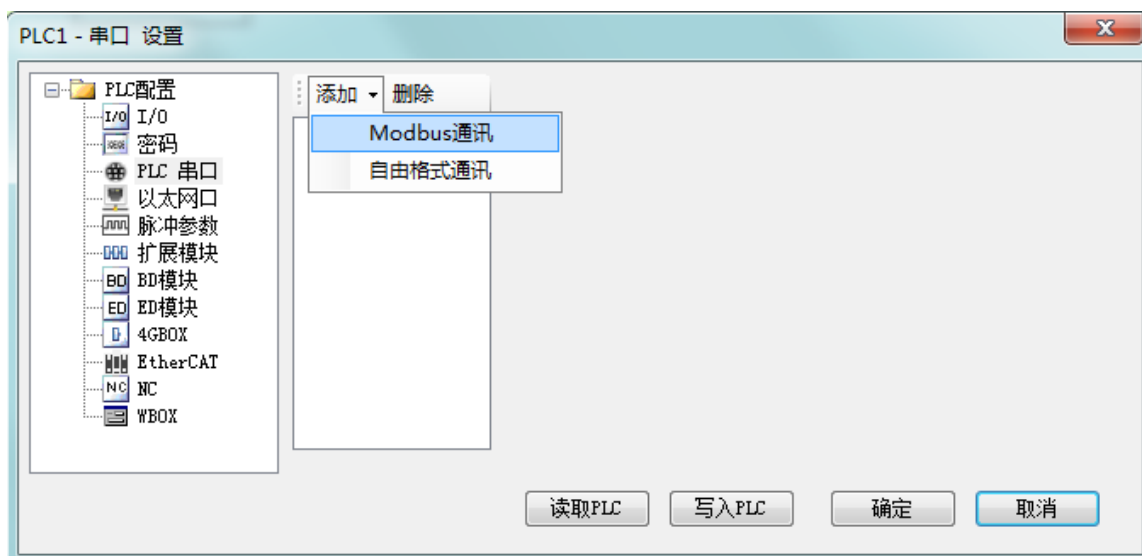 PLC1 - 串口 设置
PLC配置
I/O I/O
密码
PLC 串口
以太网口
脉冲参数
扩展模块
BD BD模块
ED ED模块
4GBOX
EtherCAT
NC NC
WBOX
添加 删除
Modbus通讯
自由格式通讯
读取PLC 写入PLC 确定 取消